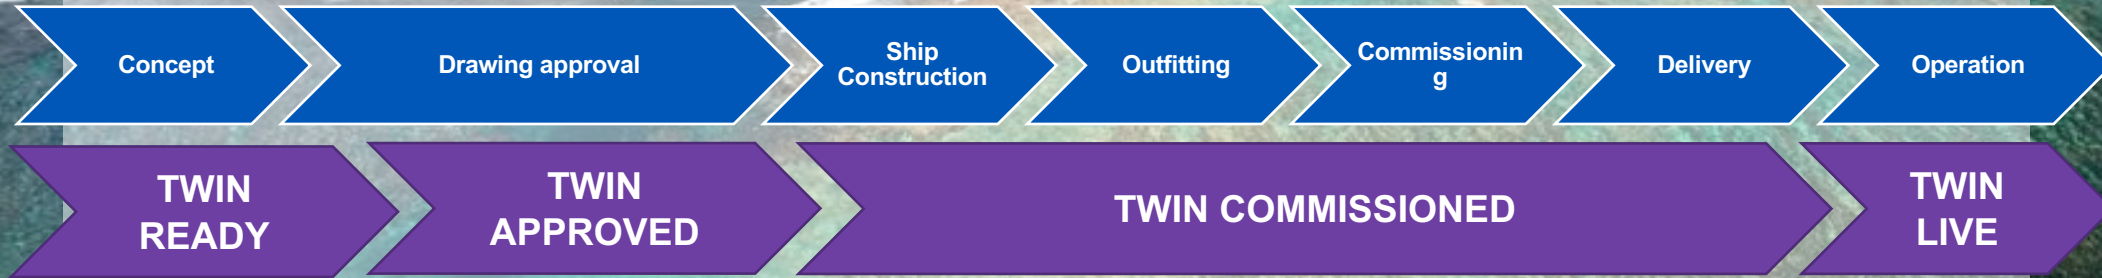 Concept
Drawing approval
Ship
Construction
Outfitting
Commissionin
g
Delivery
Operation
TWIN
READY
TWIN
APPROVED
TWIN COMMISSIONED
TWIN
LIVE